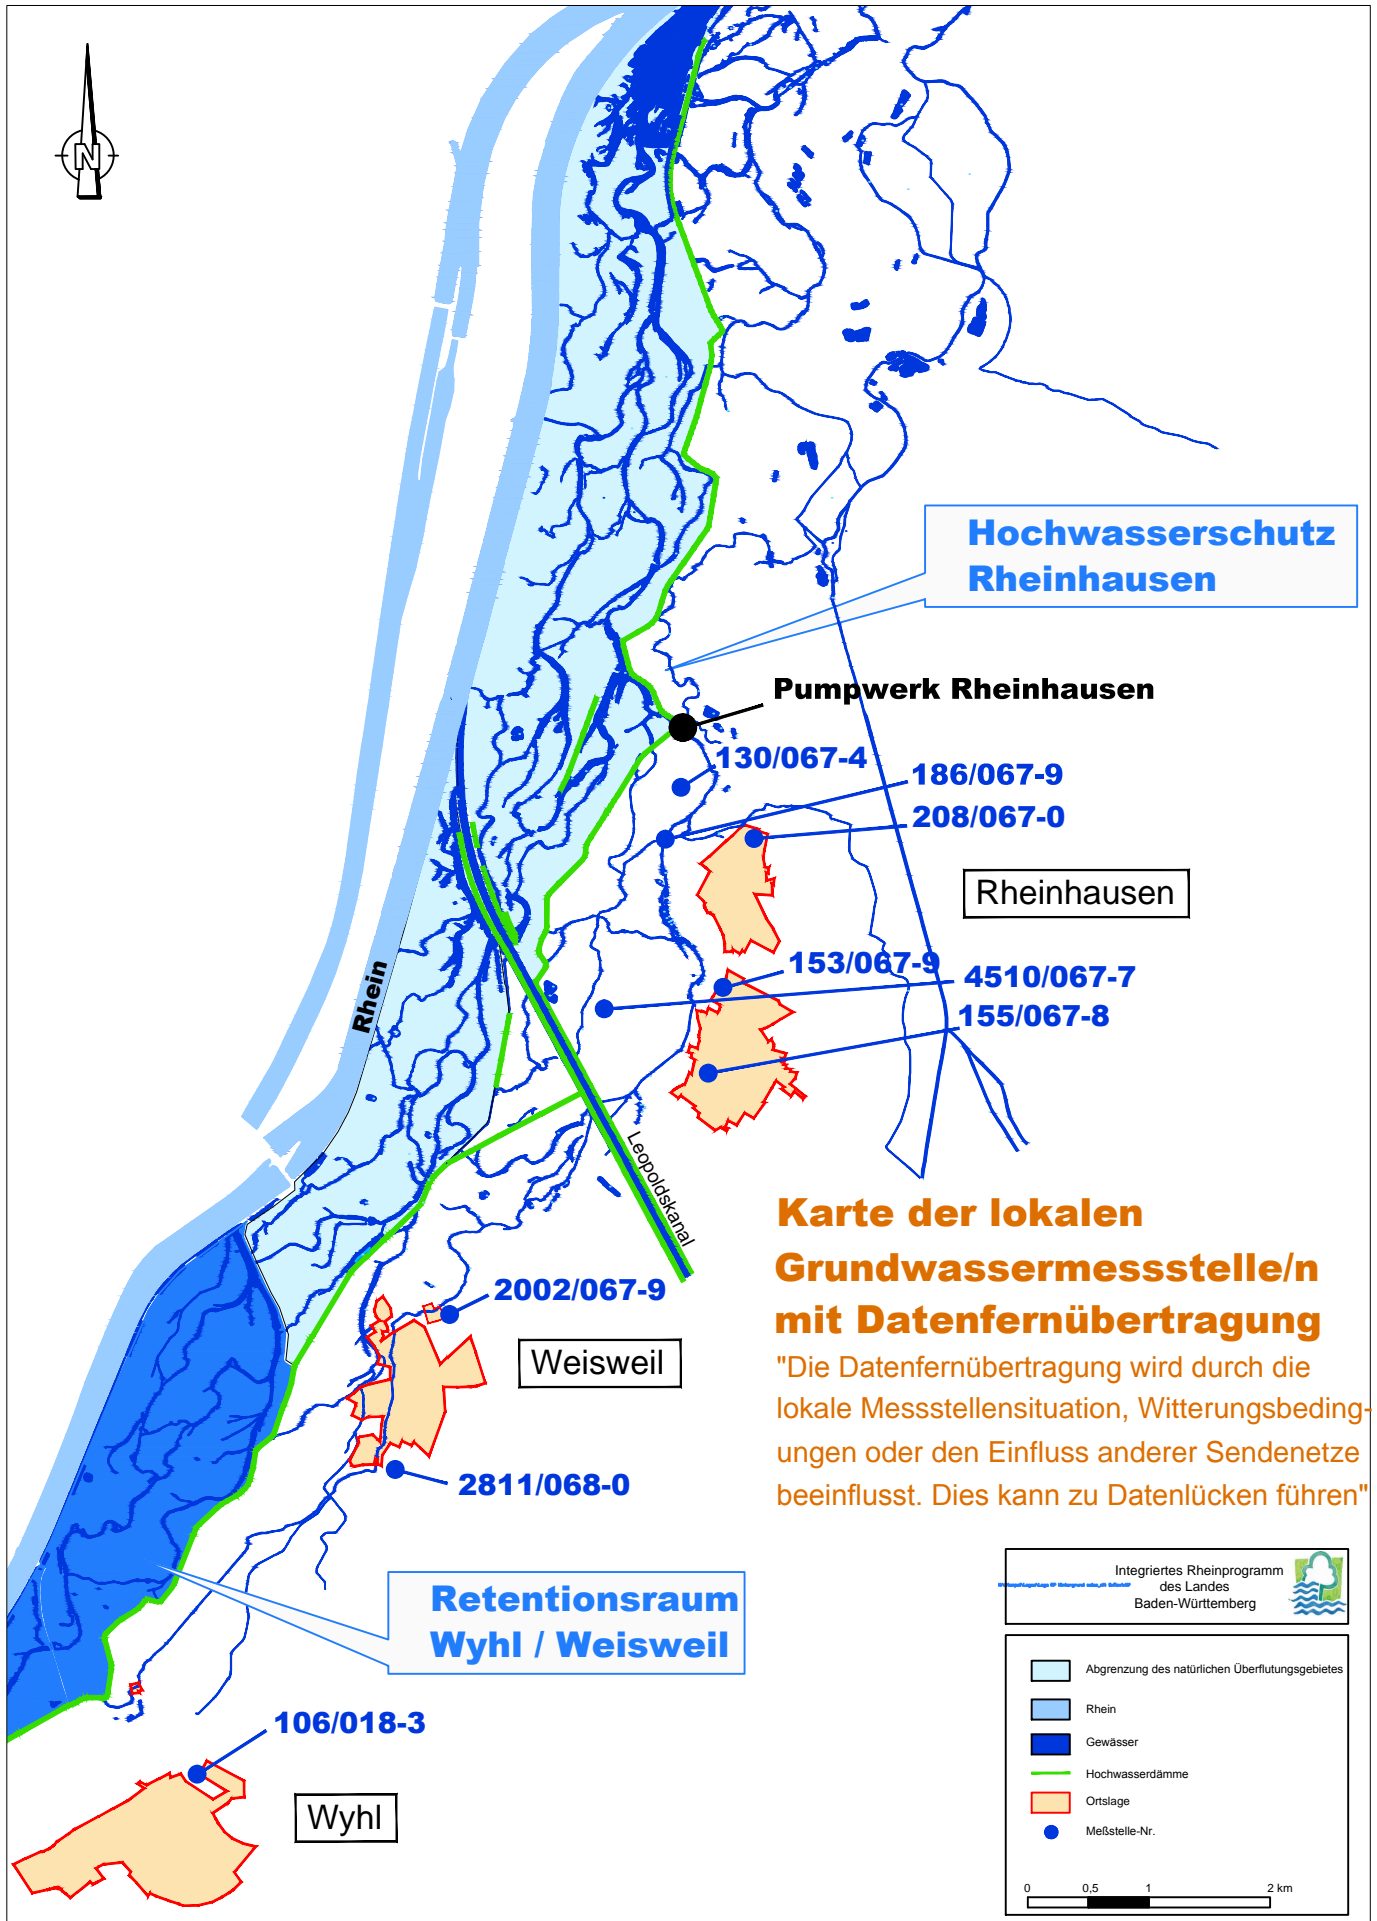 N
Hochwasserschutz
Rheinhausen
Pumpwerk Rheinhausen
130/067-4
186/067-9
208/067-0
Rheinhausen
153/067-9
4510/067-7
155/067-8
Rhein
Leopoldskanal
Karte der lokalen
Grundwassermessstelle/n
mit Datenfernübertragung
"Die Datenfernübertragung wird durch die
lokale Messstellensituation, Witterungsbeding-
ungen oder den Einfluss anderer Sendenetze
beeinflusst. Dies kann zu Datenlücken führen"
2002/067-9
Weisweil
2811/068-0
Retentionsraum
Wyhl / Weisweil
106/018-3
Wyhl
Integriertes Rheinprogramm
des Landes
Baden-Württemberg
Abgrenzung des natürlichen Überflutungsgebietes
Rhein
Gewässer
Hochwasserdämme
Ortslage
Meßstelle-Nr.
0 0,5 1 2 km